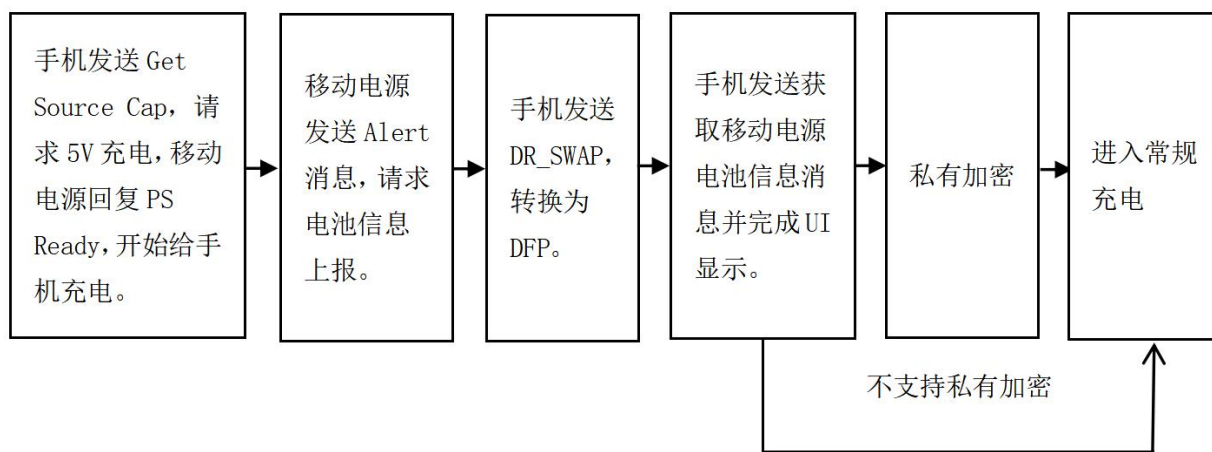 手机发送 Get
Source Cap，请
求 5V 充电，移动
电源回复 PS
Ready，开始给手
机充电。
移动电源
发送 Alert
消息，请求
电池信息
上报。
手机发送
DR_SWAP，
转换为
DFP。
手机发送获
取移动电源
电池信息消
息并完成 UI
显示。
私有加密
进入常规
充电
不支持私有加密